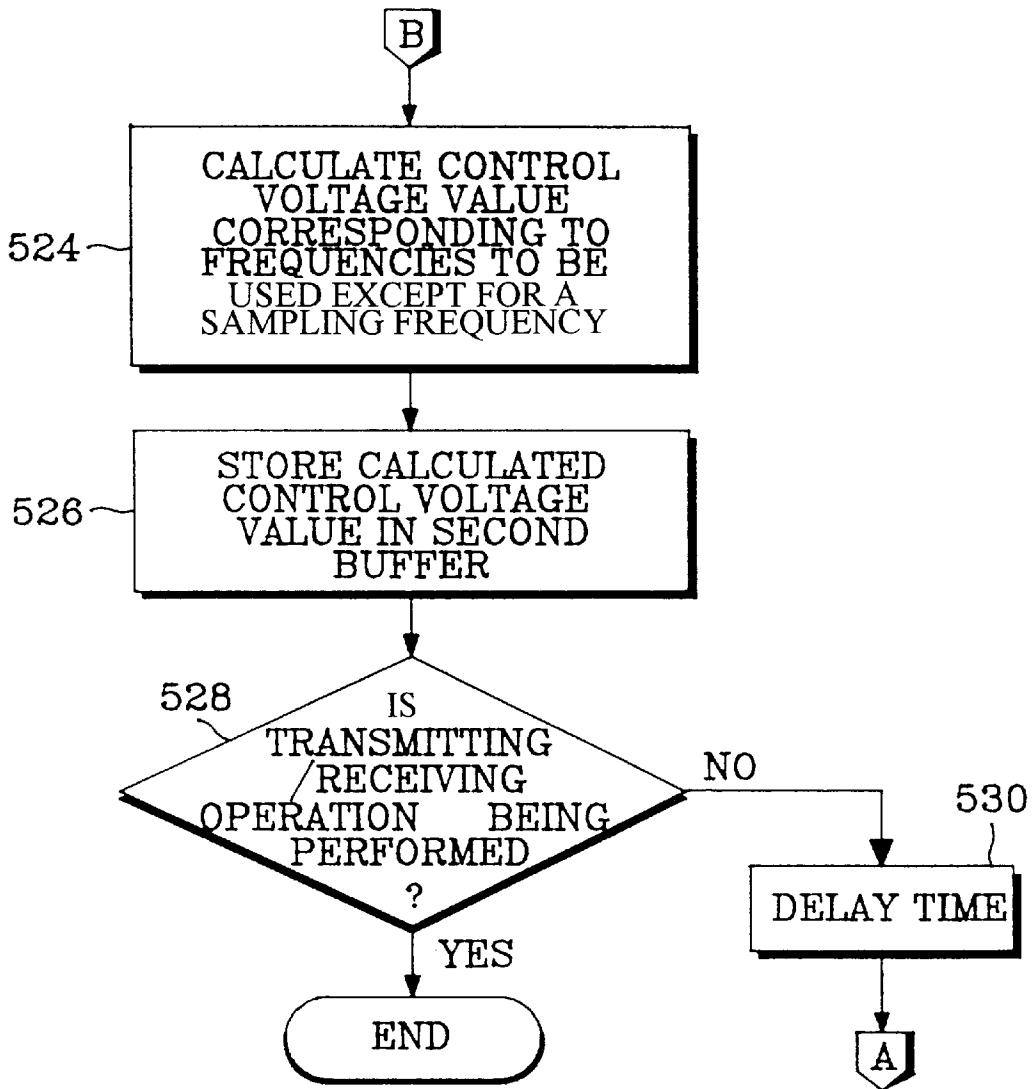 B
524
CALCULATE CONTROL
VOLTAGE VALUE
CORRESPONDING TO
FREQUENCIES TO BE
USED EXCEPT FOR A
SAMPLING FREQUENCY
526
STORE CALCULATED
CONTROL VOLTAGE
VALUE IN SECOND
BUFFER
528
IS
TRANSMITTING
/RECEIVING
OPERATION BEING
PERFORMED
?
NO
530
DELAY TIME
YES
END
A